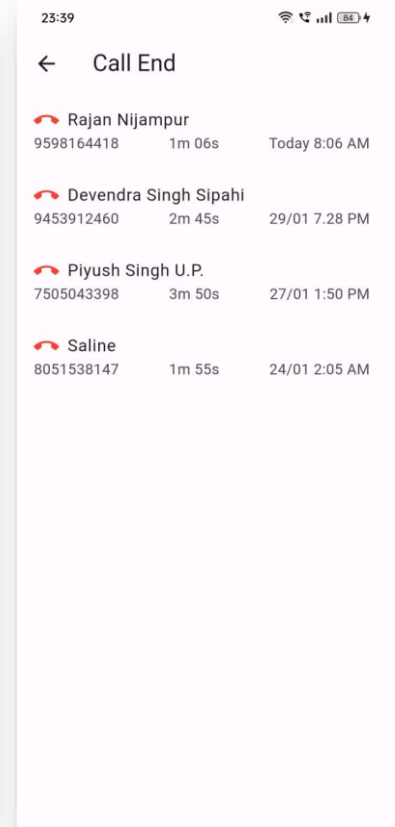 23:39
84
Call End
Rajan Nijampur
9598164418 1m 06s Today 8:06 AM
Devendra Singh Sipahi
9453912460 2m 45s 29/01 7.28 PM
Piyush Singh U.P.
7505043398 3m 50s 27/01 1:50 PM
Saline
8051538147 1m 55s 24/01 2:05 AM